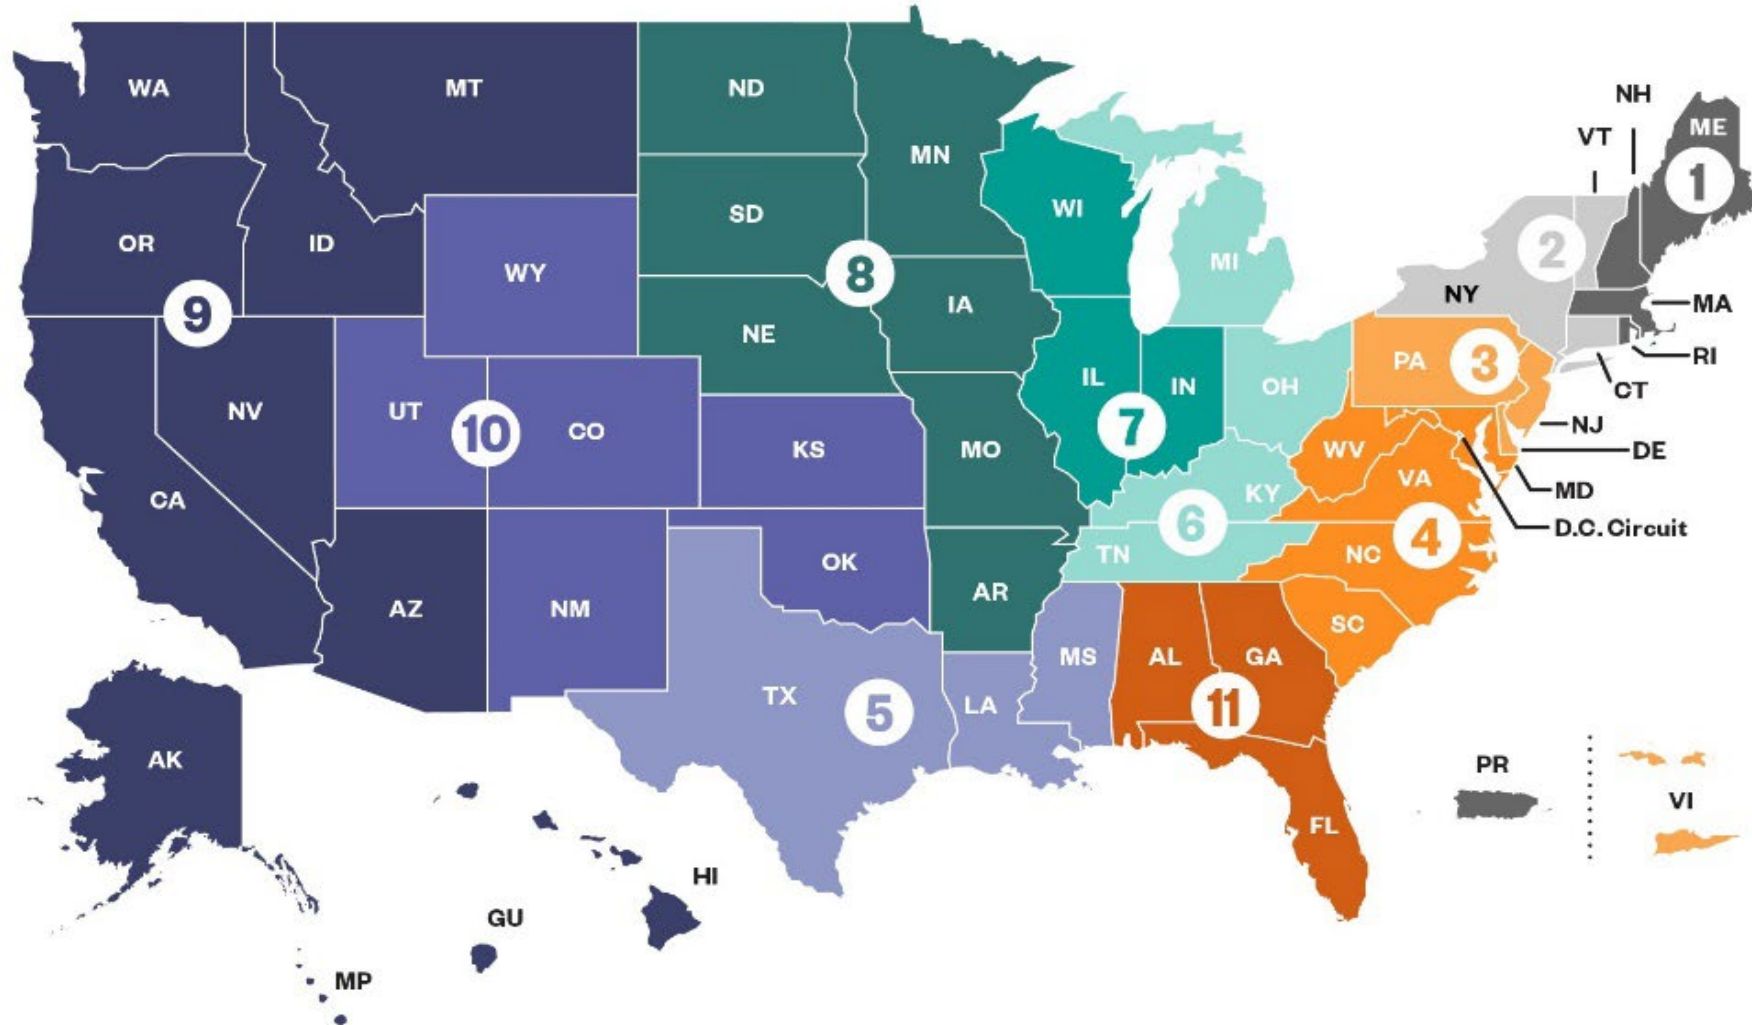 WA
MT
ND
MN
NH
VT
ME
1
OR
ID
WY
SD
WI
MI
2
NY
MA
9
8
NE
IA
RI
CT
PA
3
NV
UT
10
CO
KS
MO
IL
IN
7
OH
NJ
DE
WV
VA
MD
D.C. Circuit
CA
KY
6
4
TN
NC
AZ
NM
OK
AR
SC
TX
5
LA
MS
AL
GA
11
FL
AK
PR
VI
HI
GU
MP